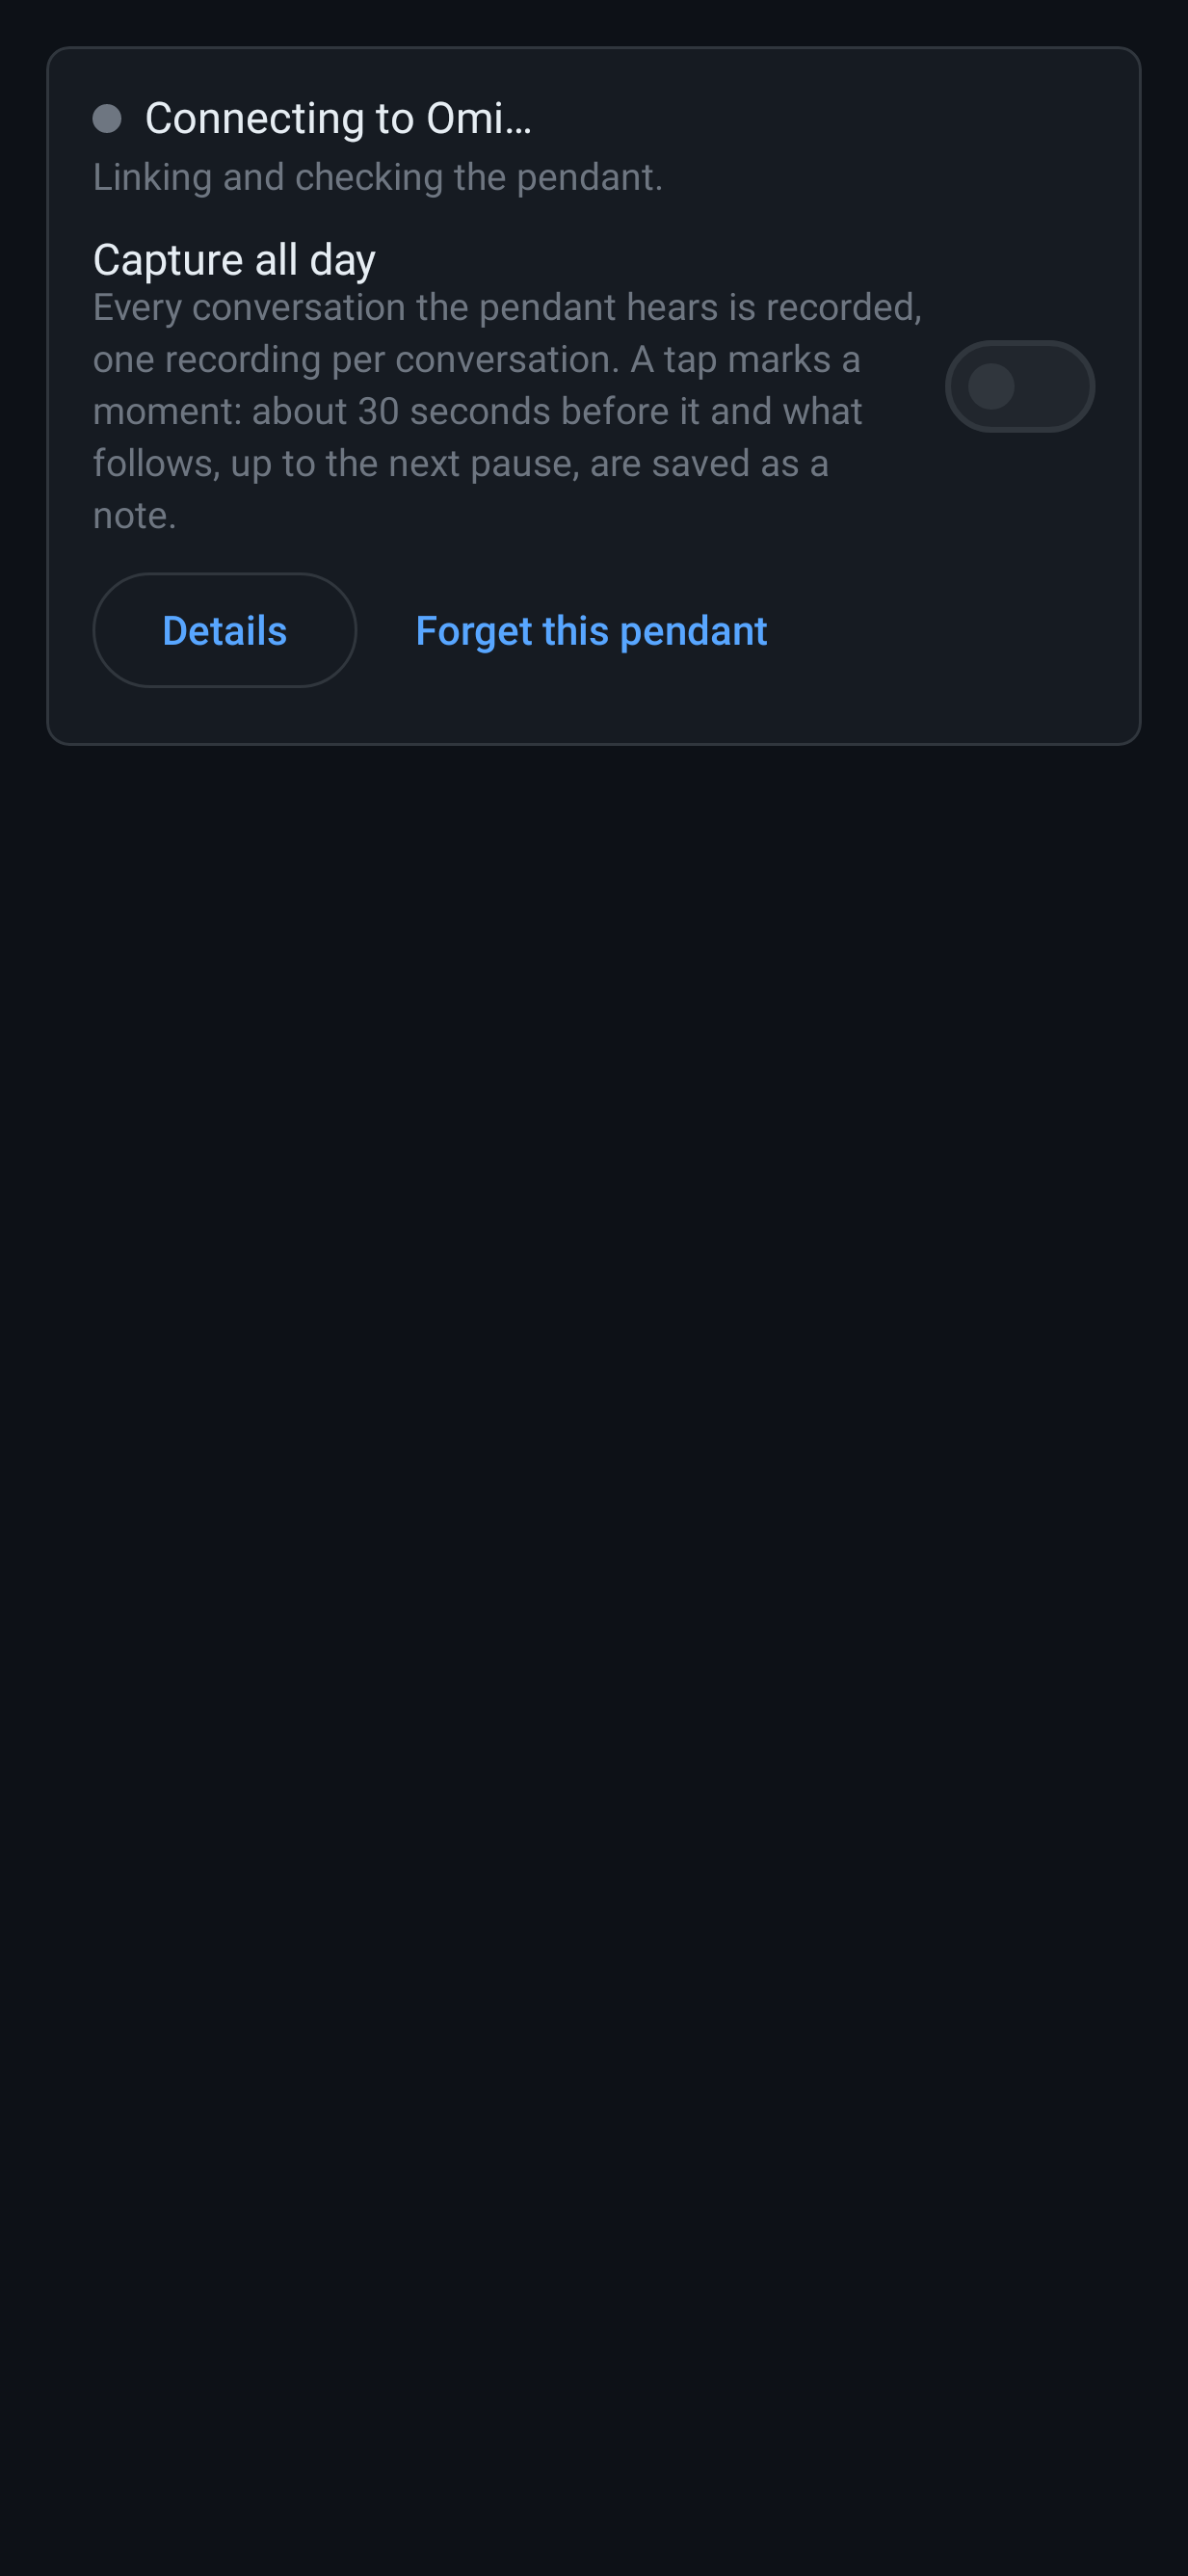 Connecting to Omi…
Linking and checking the pendant.
Capture all day
Every conversation the pendant hears is recorded,
one recording per conversation. A tap marks a
moment: about 30 seconds before it and what
follows, up to the next pause, are saved as a
note.
Details
Forget this pendant